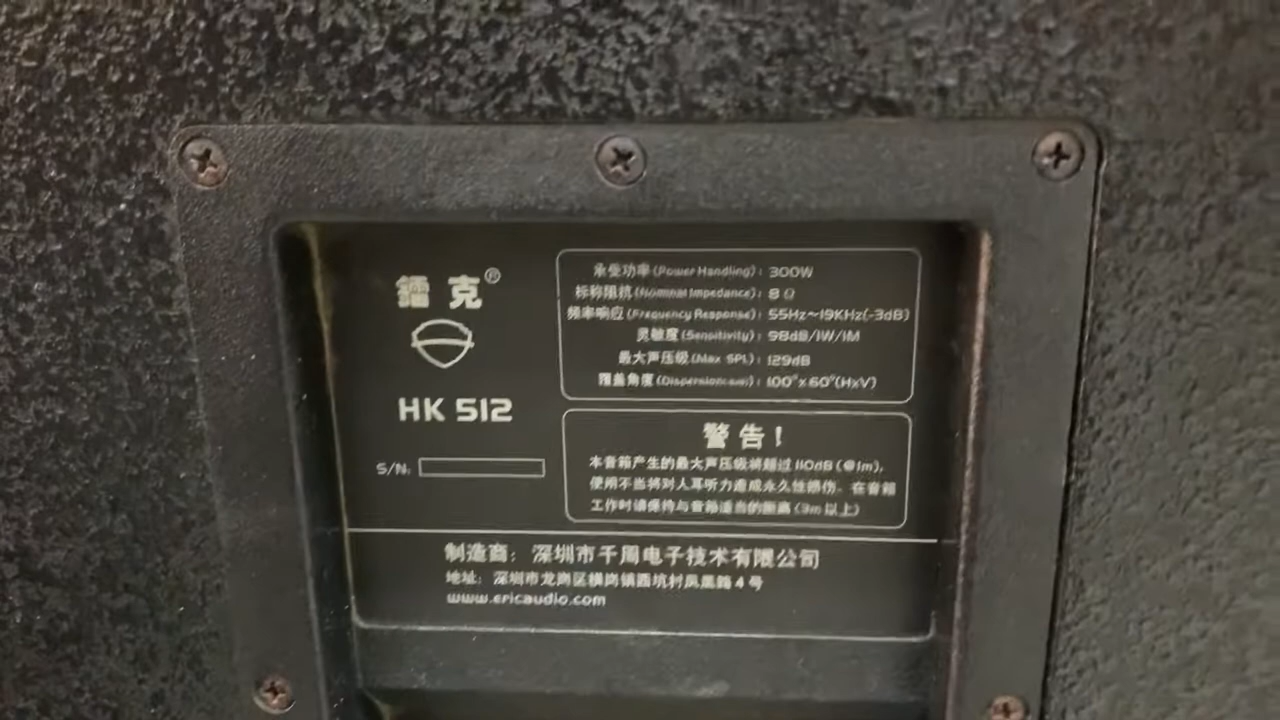 镭克®
HK 512
S/N:
承受功率(Power Handling): 300W
标称阻抗(Nominal Impedance): 8 Ω
频率响应(Frequency Response): 55Hz~19KHz(-3dB)
灵敏度(Sensitivity): 98dB/1W/1M
最大声压级(Max SPL): 129dB
覆盖角度(Dispersion): 100°x60°(HxV)
警告!
本音箱产生的最大声压级将超过110dB(@1m),
使用不当将对人耳听力造成永久性损伤。在音箱
工作时请保持与音箱适当的距离(3m以上)
制造商: 深圳市千周电子技术有限公司
地址: 深圳市龙岗区横岗镇西坑村凤凰路4号
www.ericaudio.com